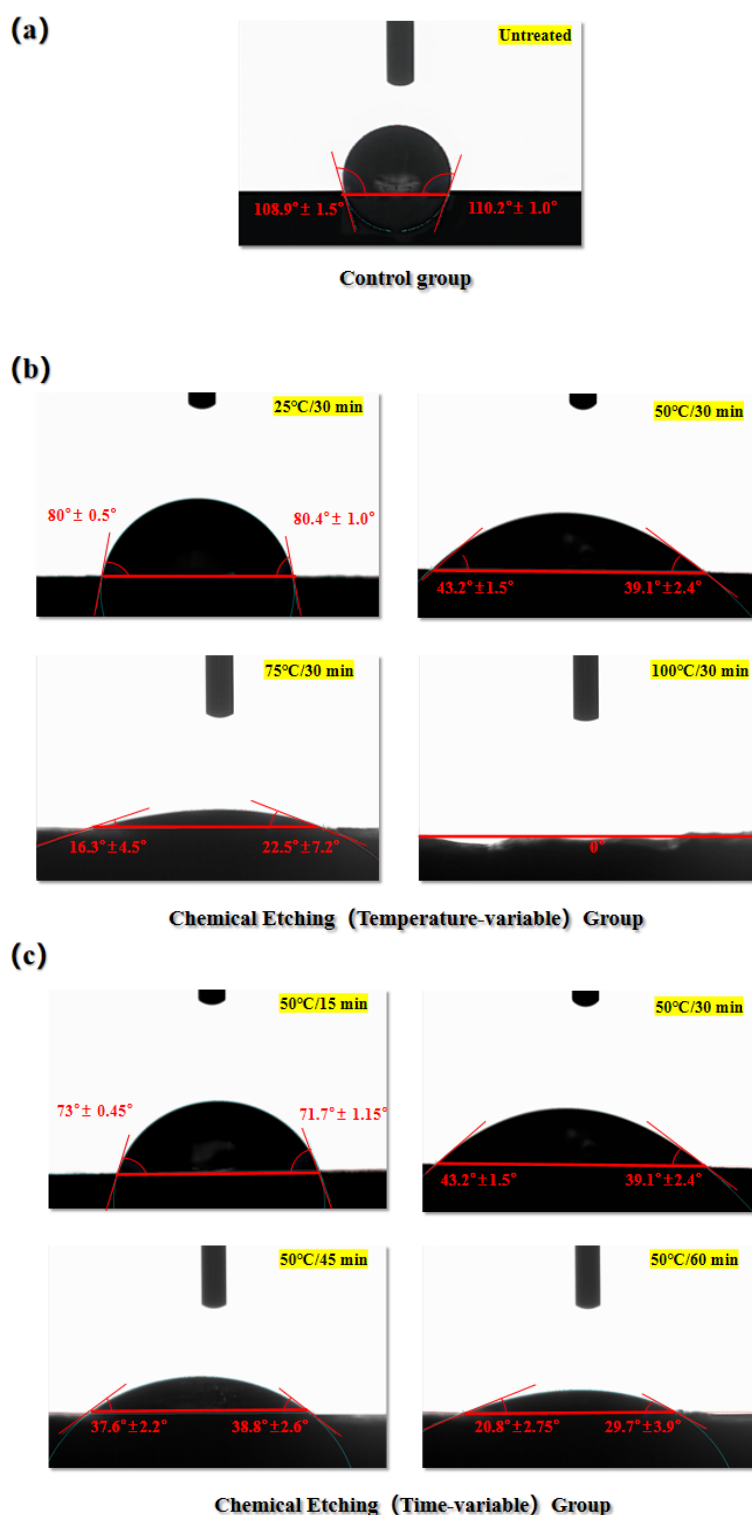 (a)
Untreated
108.9°± 1.5°
110.2°± 1.0°
Control group
(b)
25℃/30 min
80°± 0.5°
80.4°± 1.0°
50℃/30 min
43.2°±1.5°
39.1°±2.4°
75℃/30 min
16.3°±4.5°
22.5°±7.2°
100℃/30 min
0°
Chemical Etching（Temperature-variable）Group
(c)
50℃/15 min
73°± 0.45°
71.7°± 1.15°
50℃/30 min
43.2°±1.5°
39.1°±2.4°
50℃/45 min
37.6°±2.2°
38.8°±2.6°
50℃/60 min
20.8°±2.75°
29.7°±3.9°
Chemical Etching（Time-variable）Group